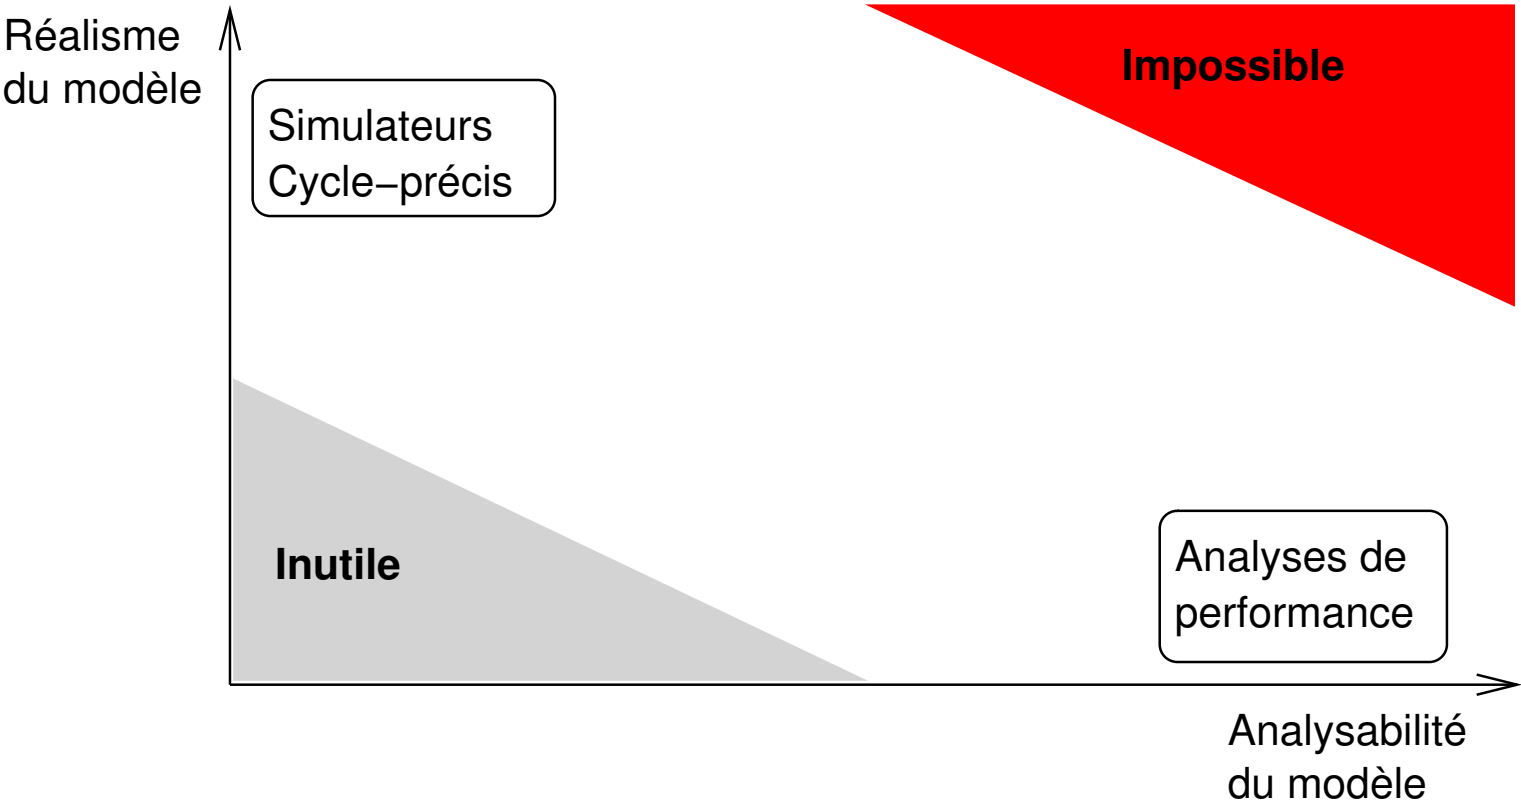 Réalisme
du modèle
Simulateurs
Cycle–précis
Impossible
Inutile
Analyses de
performance
Analysabilité
du modèle